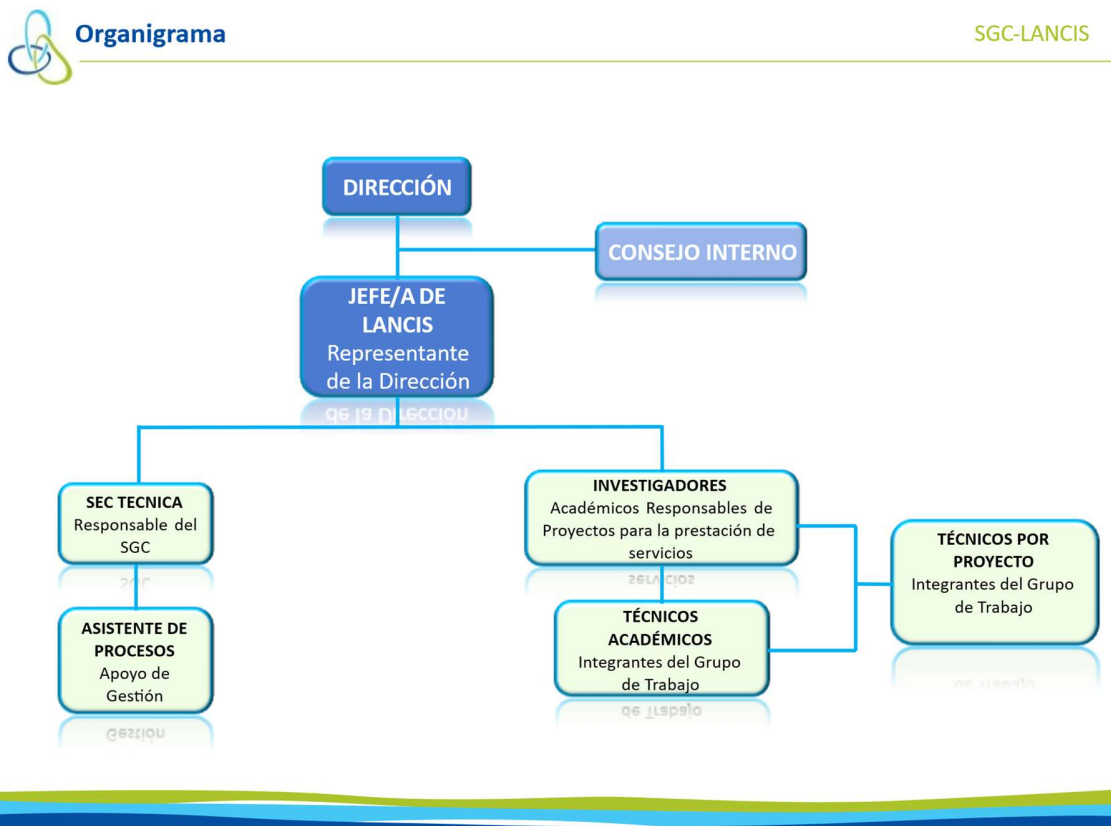 Organigrama
SGC-LANCIS
DIRECCIÓN
CONSEJO INTERNO
JEFE/A DE
LANCIS
Representante
de la Dirección
SEC TECNICA
Responsable del
SGC
ASISTENTE DE
PROCESOS
Apoyo de
Gestión
INVESTIGADORES
Académicos Responsables de
Proyectos para la prestación de
servicios
TÉCNICOS
ACADÉMICOS
Integrantes del Grupo
de Trabajo
TÉCNICOS POR
PROYECTO
Integrantes del Grupo
de Trabajo